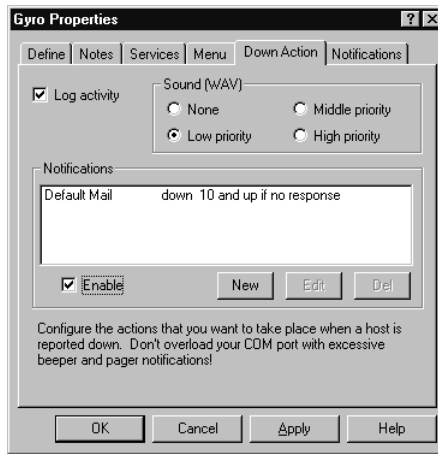 Gyro Properties
Define Notes Services Menu Down Action Notifications
Log activity
Sound (WAV)
None Middle priority
Low priority High priority
Notifications
Default Mail down 10 and up if no response
Enable New Edit Del
Configure the actions that you want to take place when a host is
reported down. Don't overload your COM port with excessive
beeper and pager notifications!
OK Cancel Apply Help